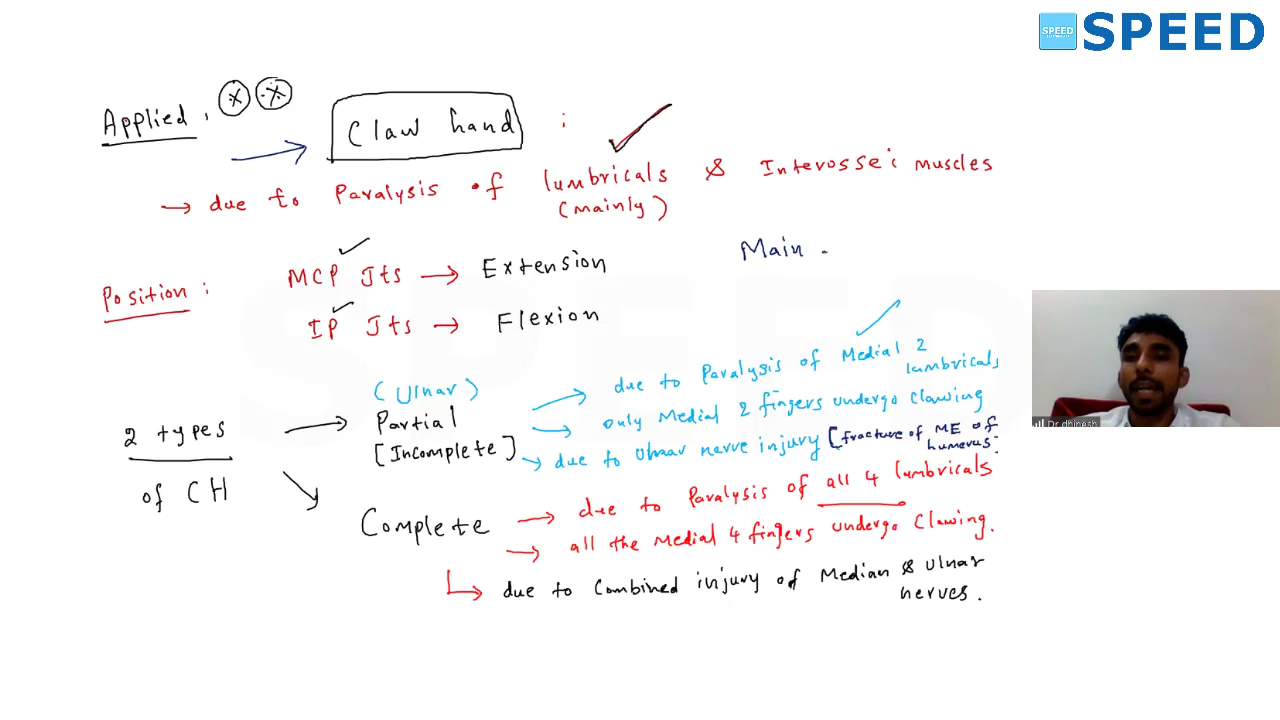 SPEED SPEED
Applied :
Claw hand :
→ due to Paralysis of lumbricals & Interossei muscles
(mainly)
Main .
Position :
MCP Jts → Extension
IP Jts → Flexion
2 types
of CH
(Ulnar)
Partial
[Incomplete]
→ due to Paralysis of Medial 2
lumbricals
→ only Medial 2 fingers undergo clawing
→ due to Ulnar nerve injury [fracture of ME of
humerus.
Complete
→ due to Paralysis of all 4 lumbricals
→ all the Medial 4 fingers undergo Clawing.
→ due to Combined injury of Median & Ulnar
nerves.
Dr.dhinesh